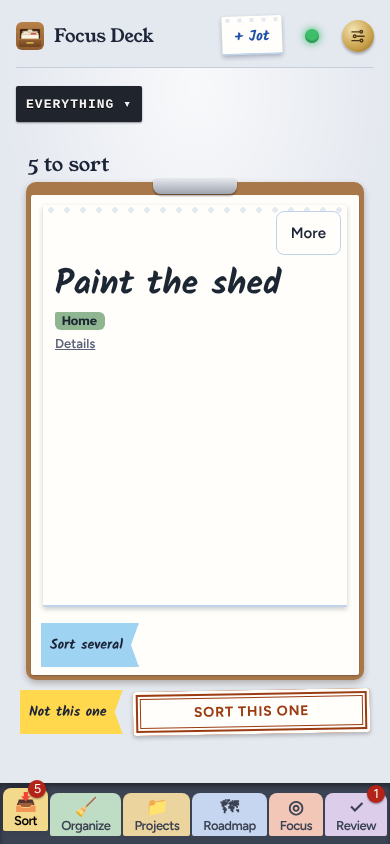 Focus Deck
+ Jot
EVERYTHING ▾
5 to sort
More
Paint the shed
Home
Details
Sort several
Not this one
SORT THIS ONE
5
1
Sort
Organize
Projects
Roadmap
Focus
Review